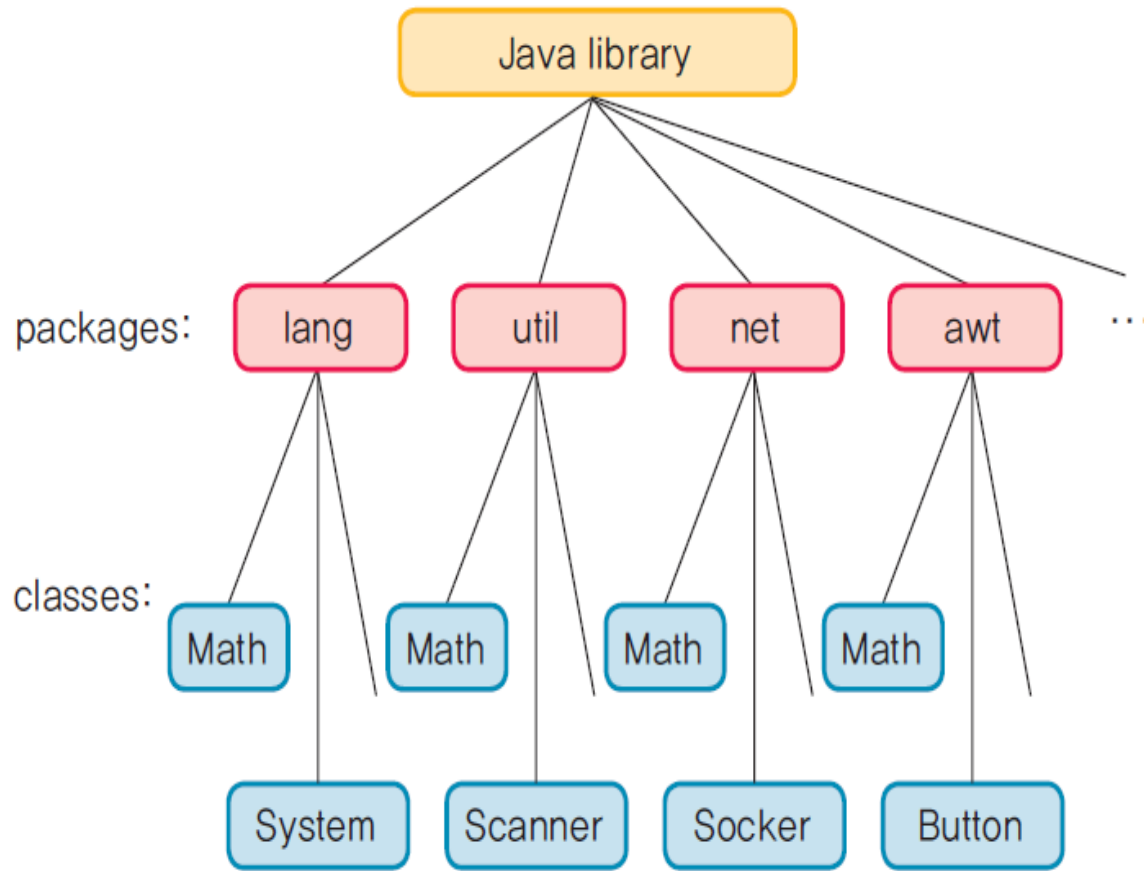 Java library
packages:
lang
util
net
awt
...
classes:
Math
Math
Math
Math
System
Scanner
Socker
Button